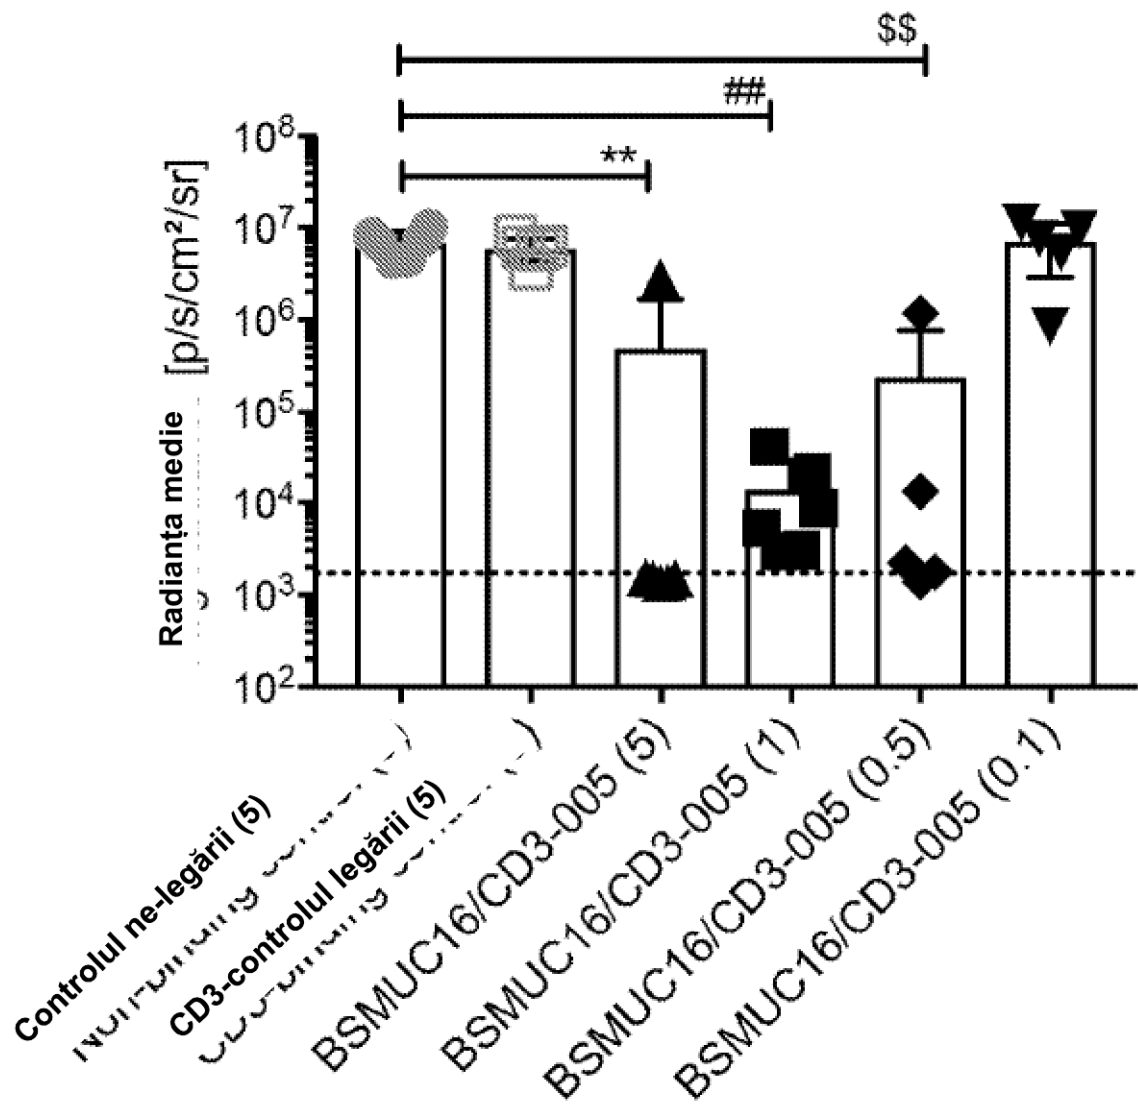 $$
##
**
10⁸
10⁷
10⁶
10⁵
10⁴
10³
10²
Radianța medie [p/s/cm²/sr]
Controlul ne-legării (5)
CD3-controlul legării (5)
BSMUC16/CD3-005 (5)
BSMUC16/CD3-005 (1)
BSMUC16/CD3-005 (0.5)
BSMUC16/CD3-005 (0.1)